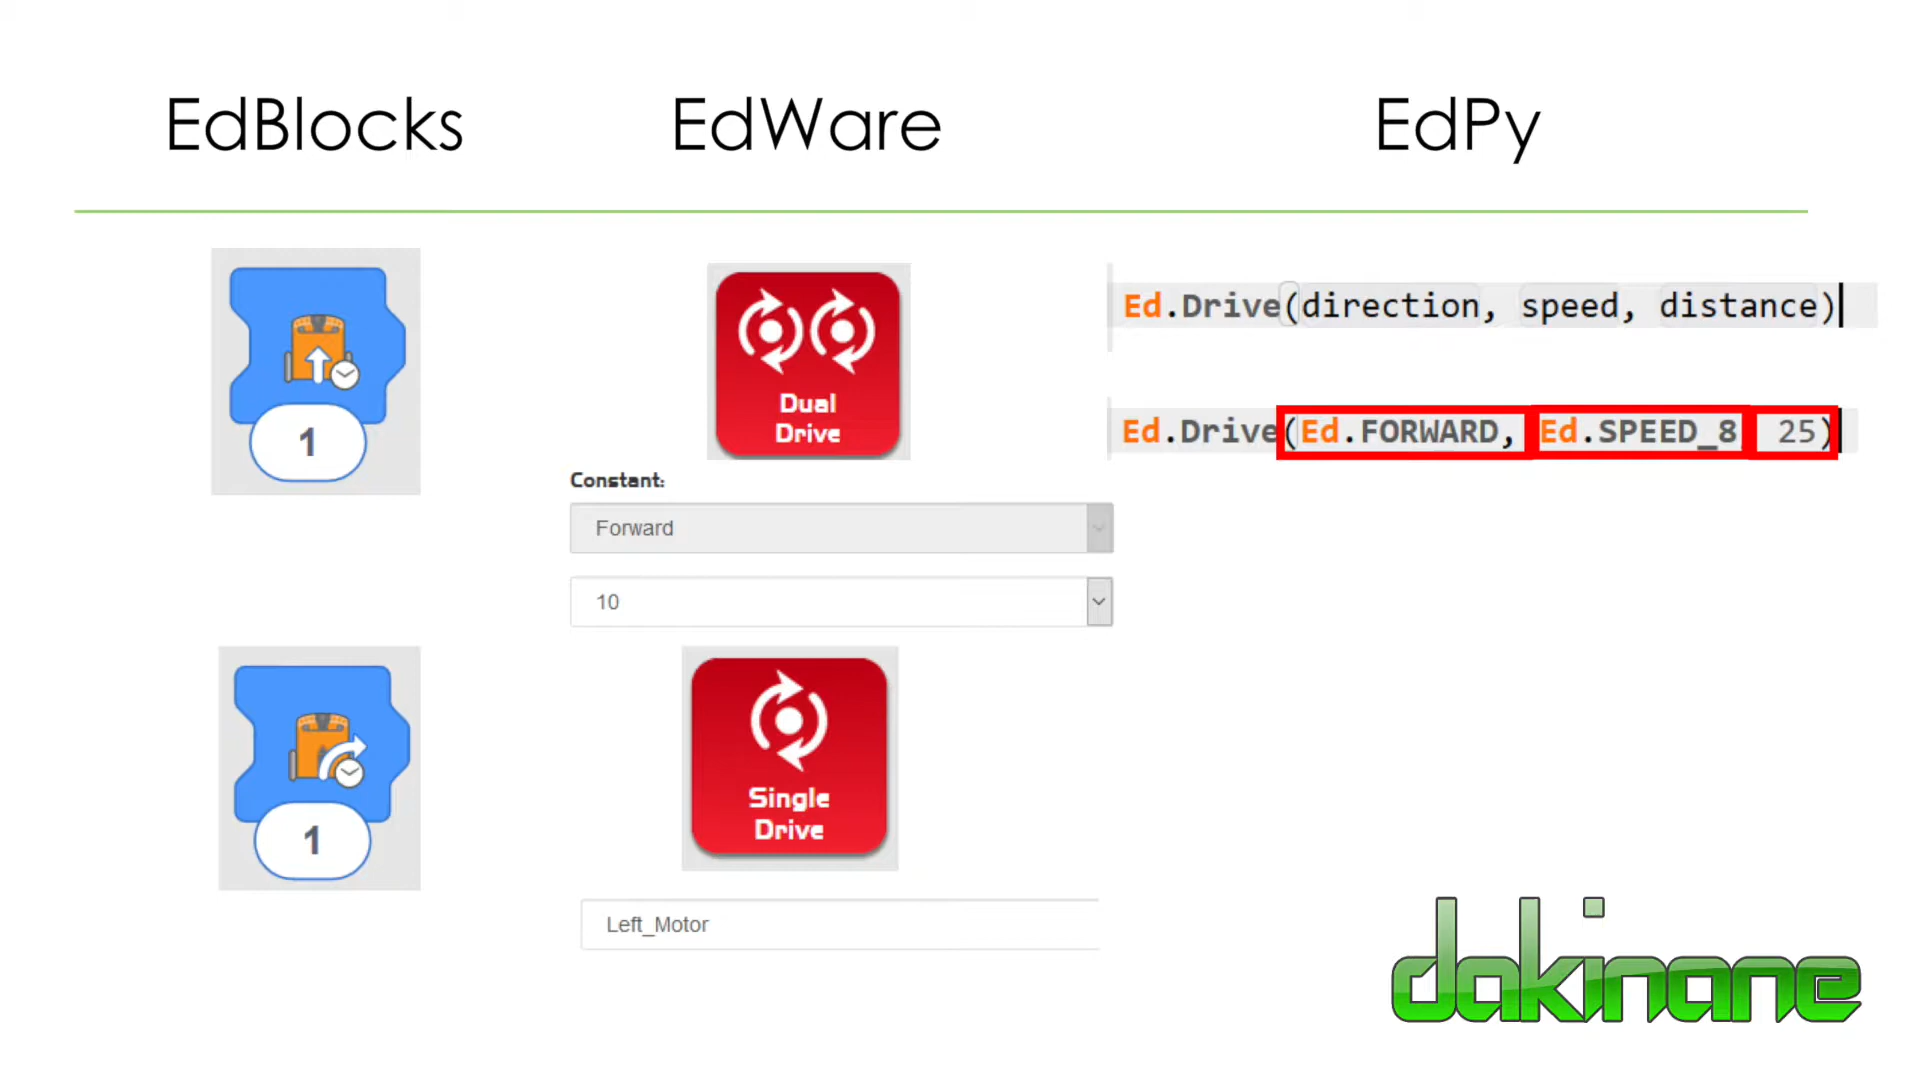 EdBlocks
EdWare
EdPy
1
Dual
Drive
Constant:
Forward
10
Ed.Drive(direction, speed, distance)
Ed.Drive(Ed.FORWARD, Ed.SPEED_8 25)
1
Single
Drive
Left_Motor
dakinane